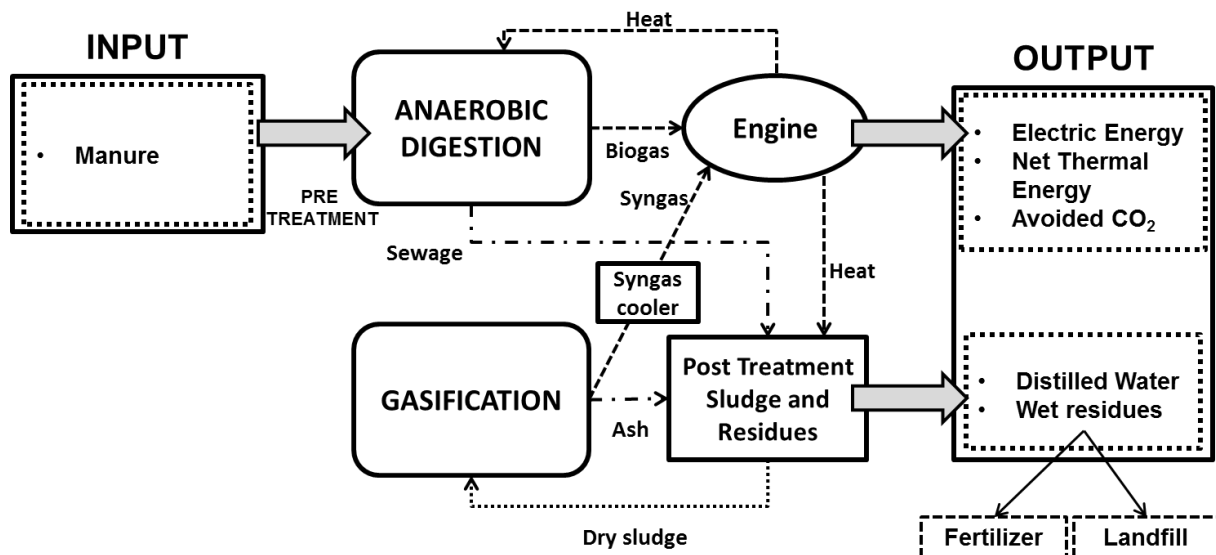 INPUT
• Manure
PRE
TREATMENT
Heat
ANAEROBIC
DIGESTION
Biogas
Engine
Syngas
Sewage
Syngas
cooler
Heat
GASIFICATION
Ash
Post Treatment
Sludge and
Residues
Dry sludge
OUTPUT
• Electric Energy
• Net Thermal
Energy
• Avoided CO₂
• Distilled Water
• Wet residues
Fertilizer
Landfill